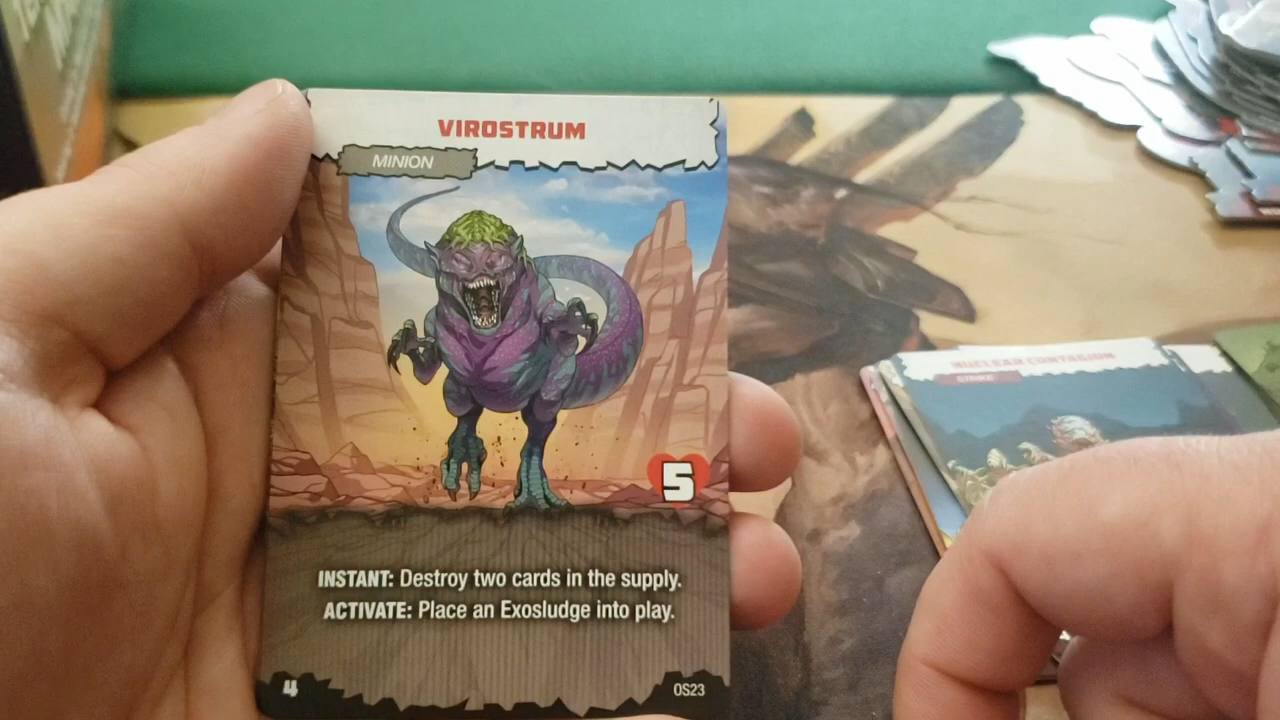 VIROSTRUM
MINION
5
INSTANT: Destroy two cards in the supply.
ACTIVATE: Place an Exosludge into play.
4
OS23
NUCLEAR CONTAGION
STRIKE